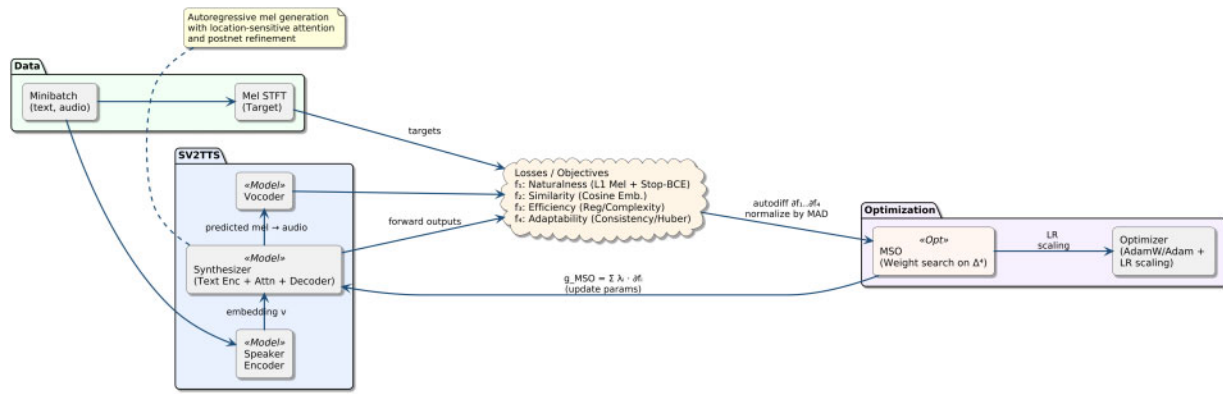 Autoregressive mel generation
with location-sensitive attention
and postnet refinement
Data
Minibatch
(text, audio)
Mel STFT
(Target)
targets
SV2TTS
«Model»
Vocoder
predicted mel → audio
«Model»
Synthesizer
(Text Enc + Attn + Decoder)
embedding v
«Model»
Speaker
Encoder
forward outputs
Losses / Objectives
f₁: Naturalness (L1 Mel + Stop-BCE)
f₂: Similarity (Cosine Emb.)
f₃: Efficiency (Reg/Complexity)
f₄: Adaptability (Consistency/Huber)
autodiff ∂f₁..∂f₄
normalize by MAD
Optimization
«Opt»
MSO
(Weight search on Δ⁴)
LR
scaling
Optimizer
(AdamW/Adam +
LR scaling)
g_MSO = Σ λᵢ · ∂fᵢ
(update params)